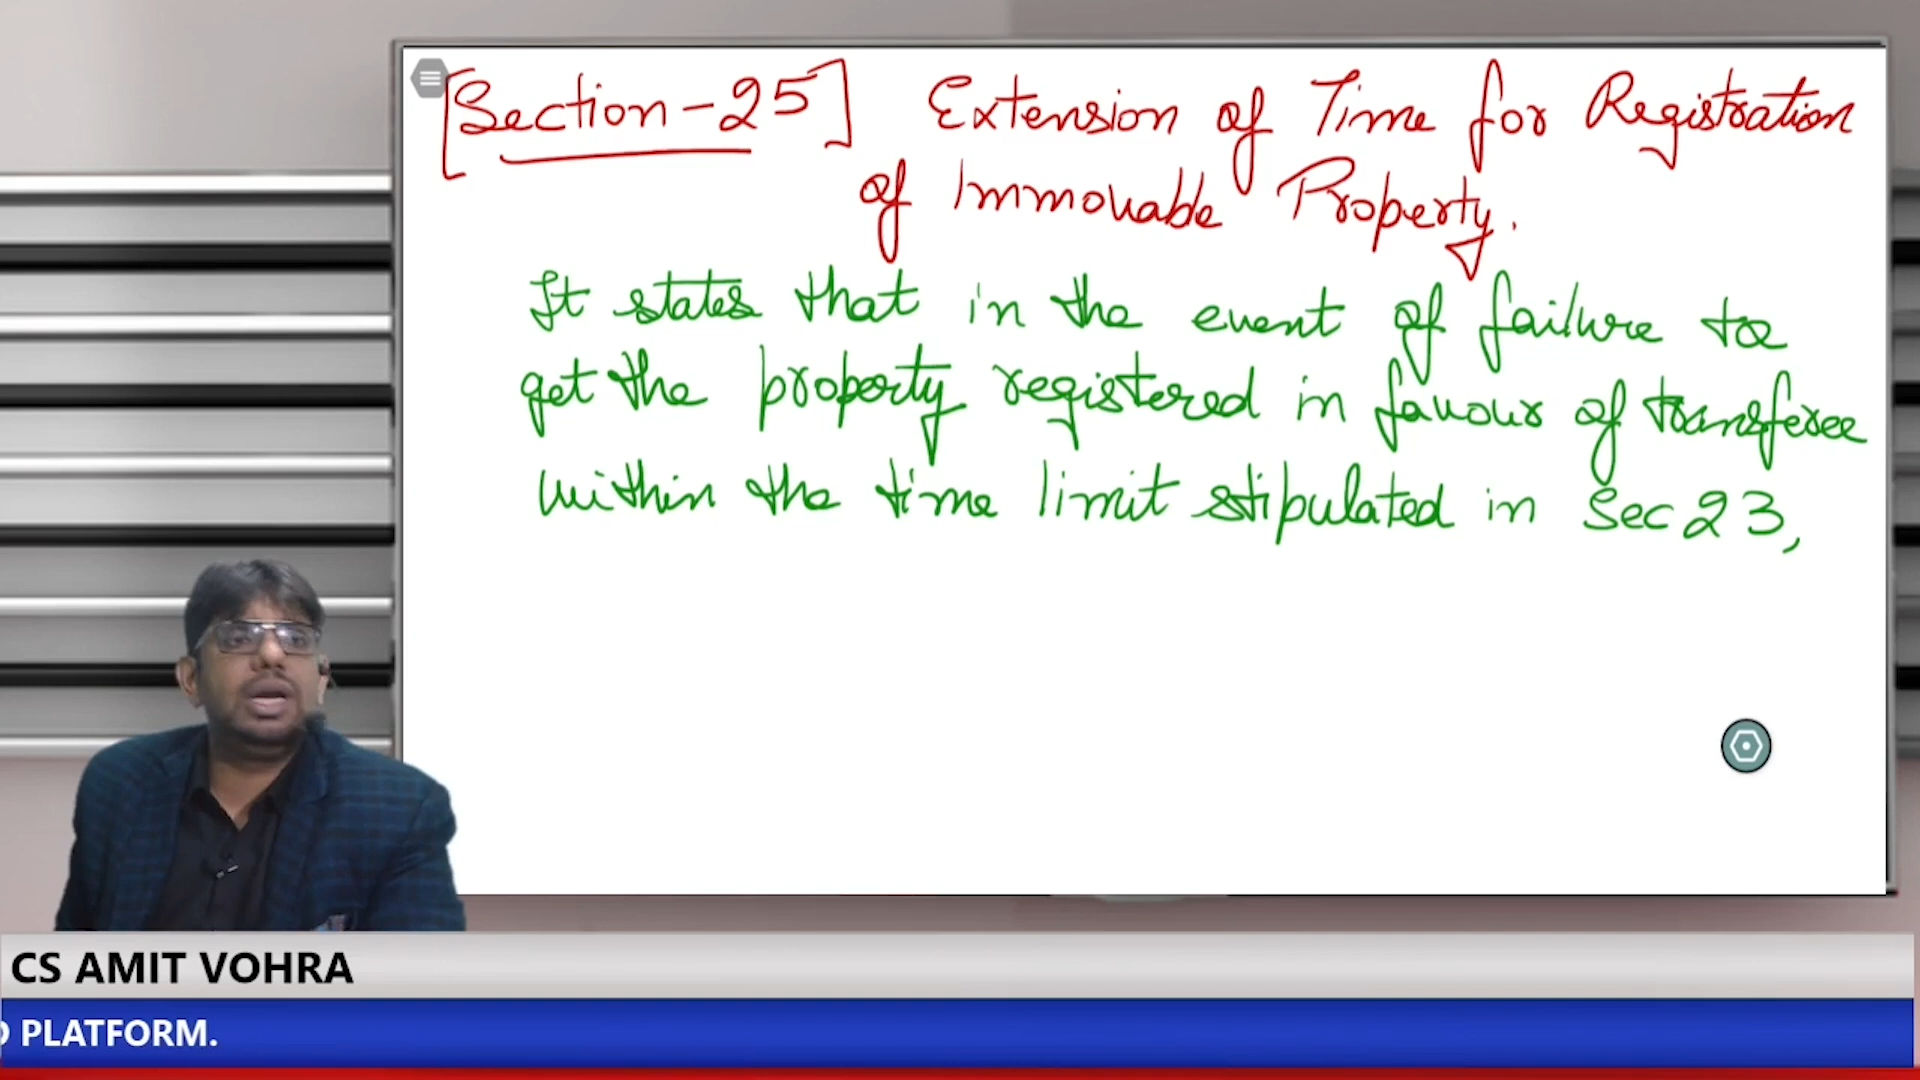 [Section-25] Extension of Time for Registration
of Immovable Property.
It states that in the event of failure to
get the property registered in favour of transferee
within the time limit stipulated in Sec 23,
CS AMIT VOHRA
PLATFORM.